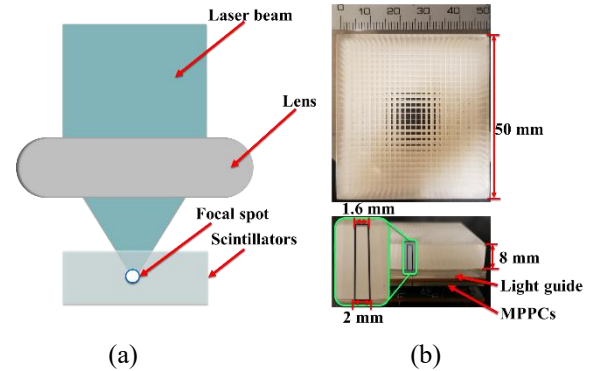 Laser beam
Lens
Focal spot
Scintillators
(a)
0 10 20 30 40 50
50 mm
1.6 mm
8 mm
Light guide
MPPCs
2 mm
(b)